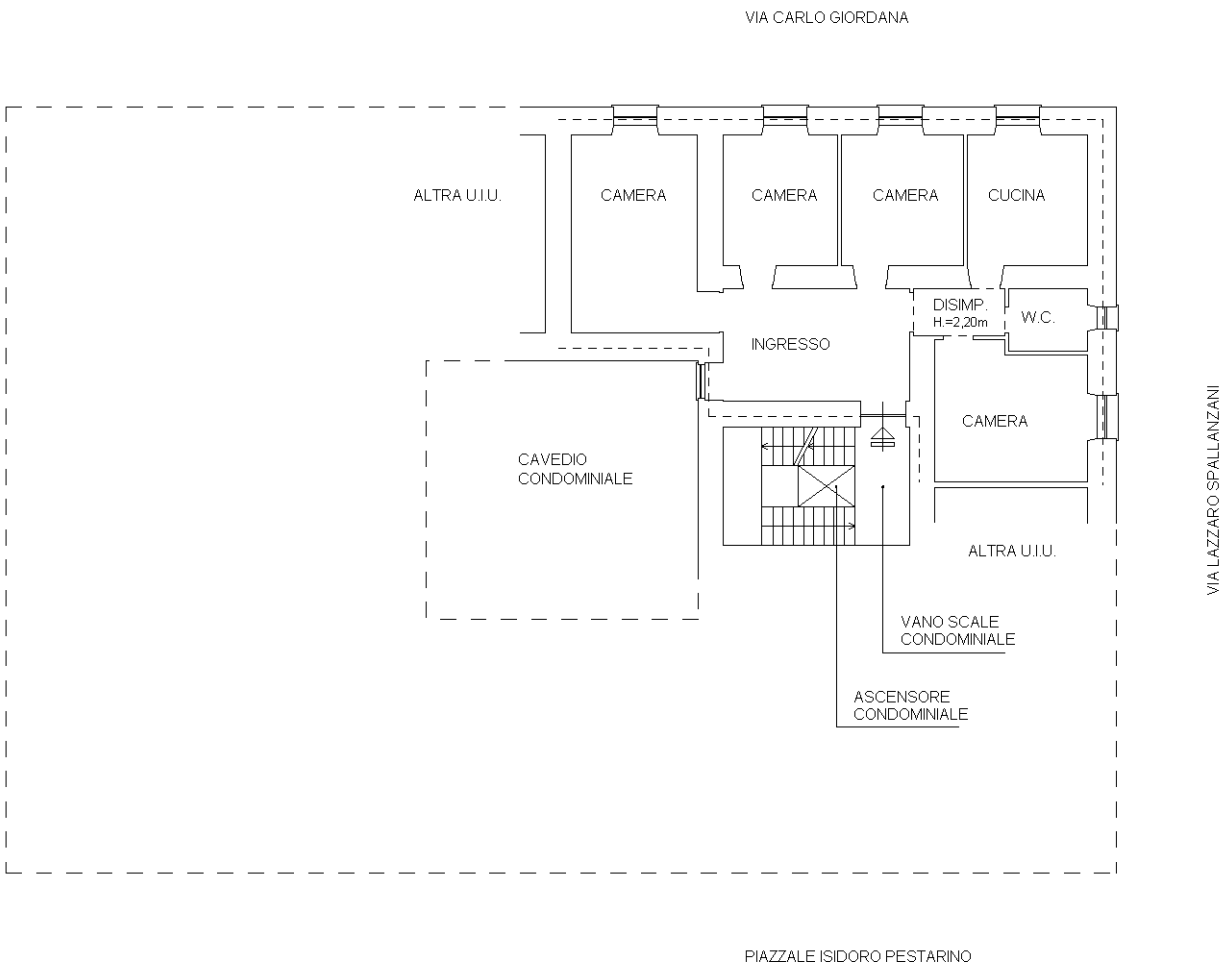 VIA CARLO GIORDANA
ALTRA U.I.U.
CAMERA
CAMERA
CAMERA
CUCINA
DISIMP.
H.=2,20m
W.C.
INGRESSO
CAMERA
CAVEDIO
CONDOMINIALE
VIA LAZZARO SPALLANZANI
ALTRA U.I.U.
VANO SCALE
CONDOMINIALE
ASCENSORE
CONDOMINIALE
PIAZZALE ISIDORO PESTARINO